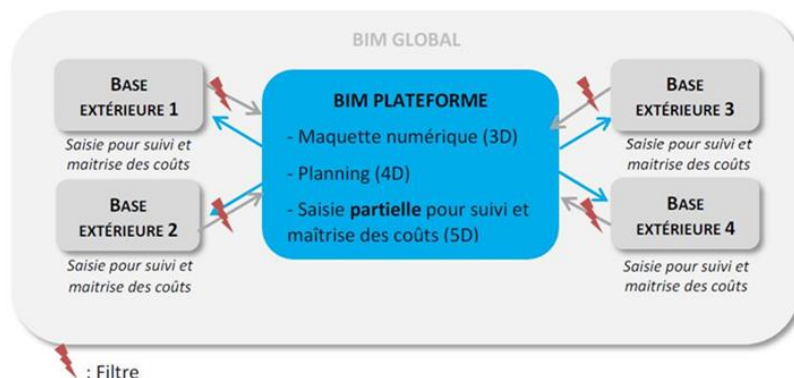 BIM GLOBAL
BASE
EXTÉRIEURE 1
Saisie pour suivi et
maitrise des coûts
BASE
EXTÉRIEURE 2
Saisie pour suivi et
maitrise des coûts
BIM PLATEFORME
- Maquette numérique (3D)
- Planning (4D)
- Saisie partielle pour suivi et
maîtrise des coûts (5D)
BASE
EXTÉRIEURE 3
Saisie pour suivi et
maitrise des coûts
BASE
EXTÉRIEURE 4
Saisie pour suivi et
maitrise des coûts
: Filtre